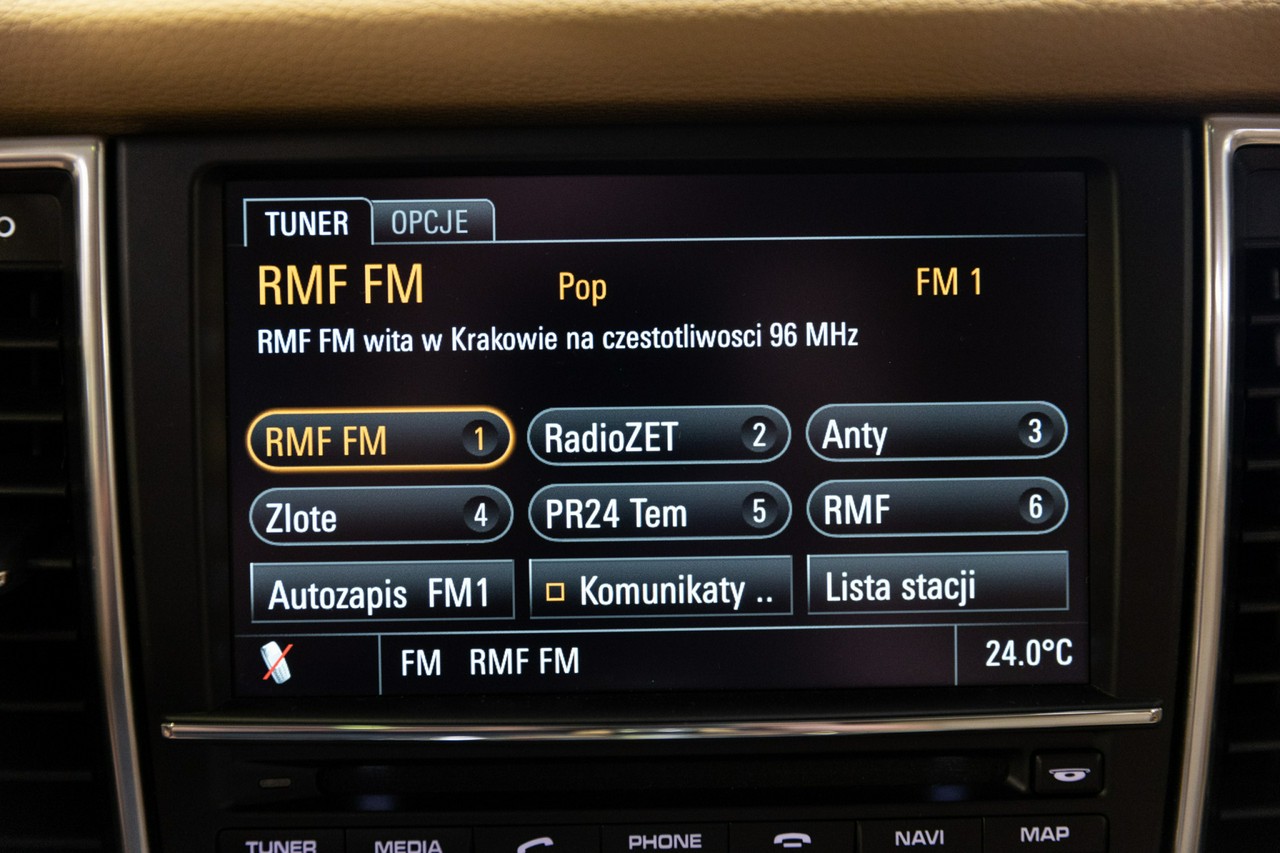 TUNER OPCJE
RMF FM Pop FM 1
RMF FM wita w Krakowie na czestotliwosci 96 MHz
RMF FM 1 RadioZET 2 Anty 3
Zlote 4 PR24 Tem 5 RMF 6
Autozapis FM1 Komunikaty .. Lista stacji
FM RMF FM 24.0°C
TUNER MEDIA PHONE NAVI MAP